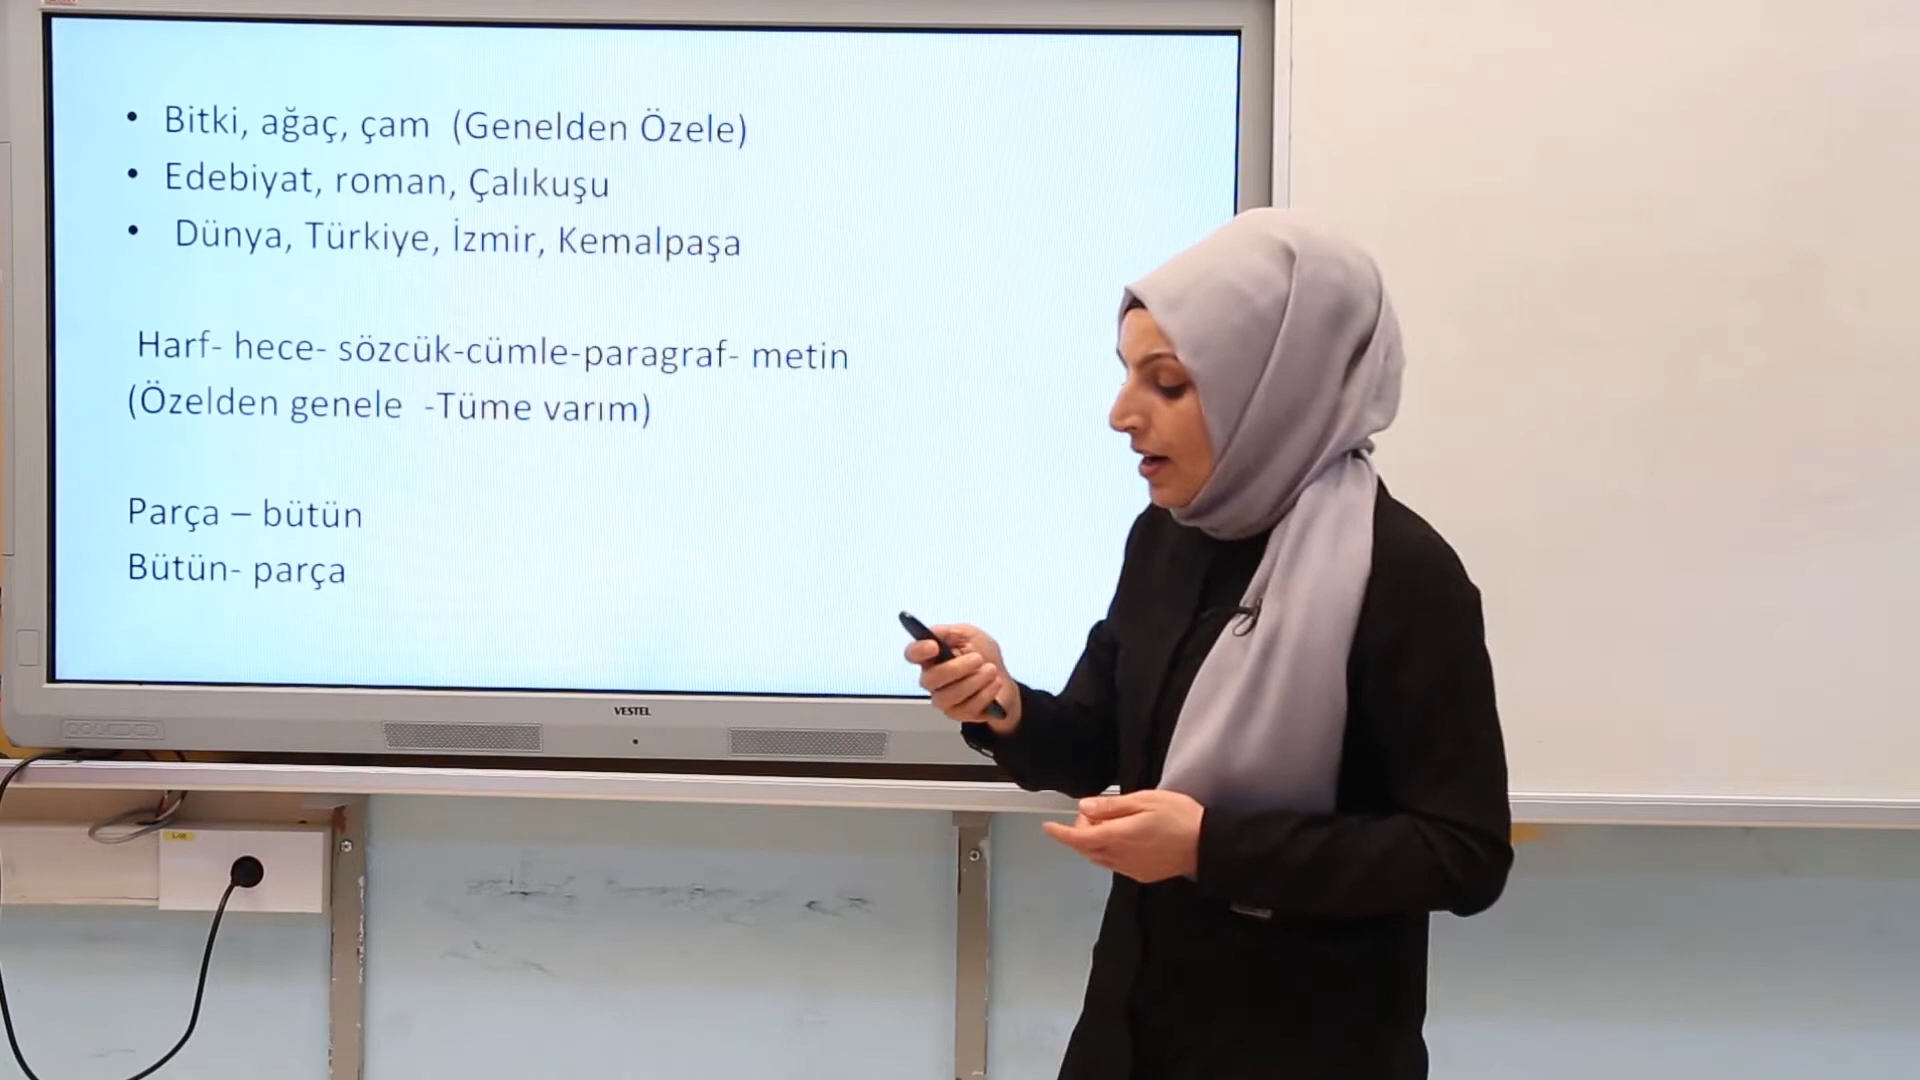 • Bitki, ağaç, çam (Genelden Özele)
• Edebiyat, roman, Çalıkuşu
• Dünya, Türkiye, İzmir, Kemalpaşa
Harf- hece- sözcük-cümle-paragraf- metin
(Özelden genele -Tüme varım)
Parça – bütün
Bütün- parça
VESTEL